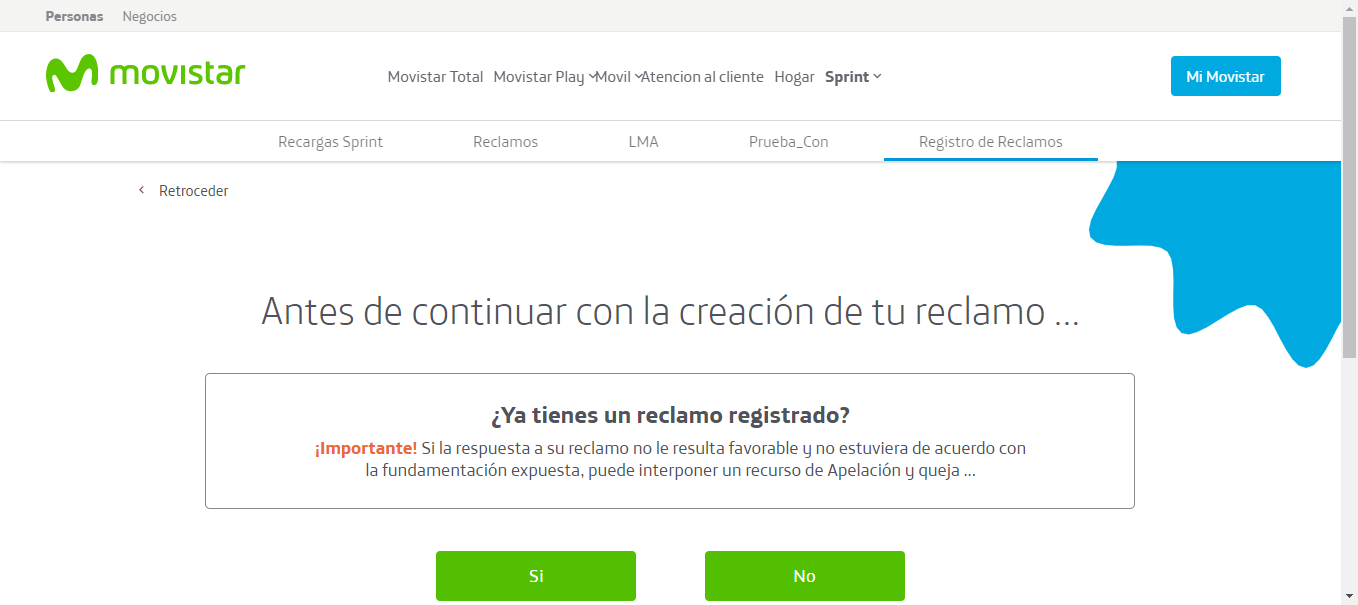 Personas Negocios
movistar
Movistar Total Movistar Play Movil Atencion al cliente Hogar Sprint
Mi Movistar
Recargas Sprint Reclamos LMA Prueba_Con Registro de Reclamos
Retroceder
Antes de continuar con la creación de tu reclamo ...
¿Ya tienes un reclamo registrado?
¡Importante! Si la respuesta a su reclamo no le resulta favorable y no estuviera de acuerdo con
la fundamentación expuesta, puede interponer un recurso de Apelación y queja ...
Si No